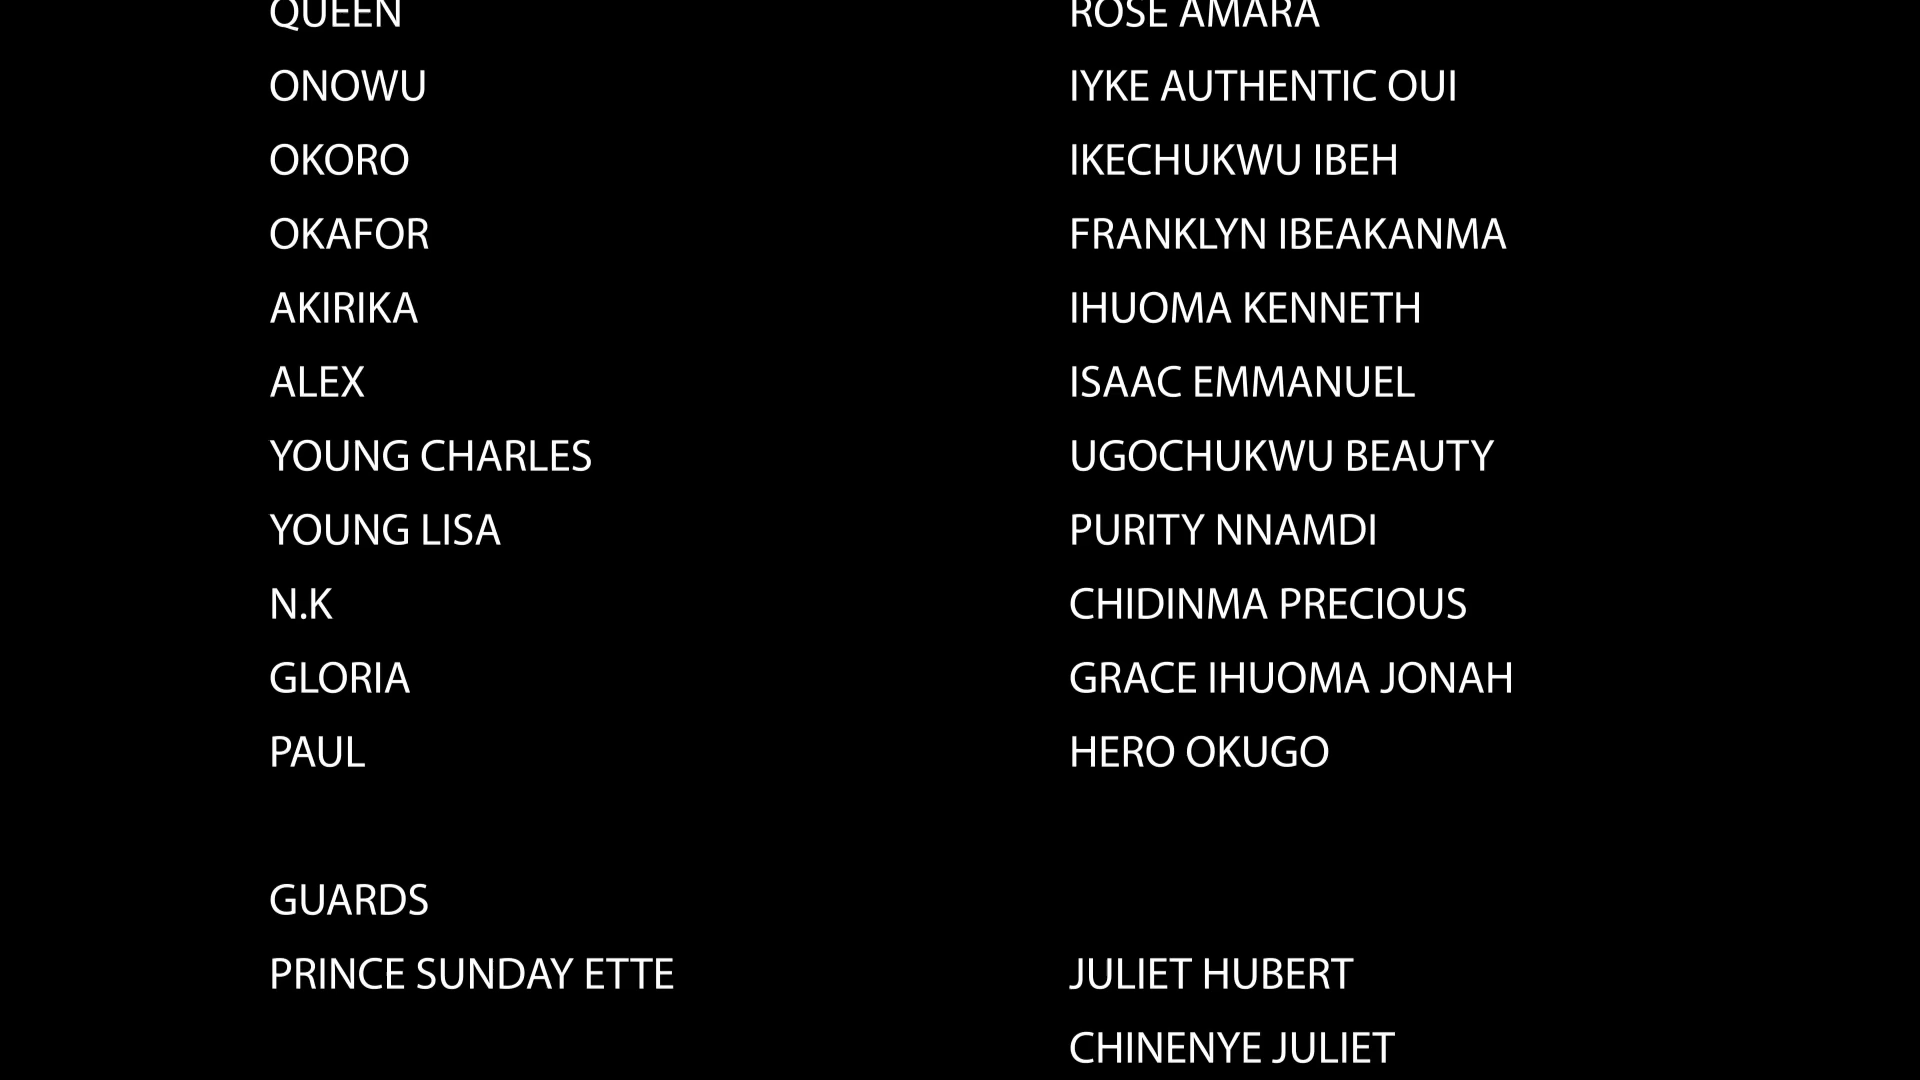 QUEEN ROSE AMARA
ONOWU IYKE AUTHENTIC OUI
OKORO IKECHUKWU IBEH
OKAFOR FRANKLYN IBEAKANMA
AKIRIKA IHUOMA KENNETH
ALEX ISAAC EMMANUEL
YOUNG CHARLES UGOCHUKWU BEAUTY
YOUNG LISA PURITY NNAMDI
N.K CHIDINMA PRECIOUS
GLORIA GRACE IHUOMA JONAH
PAUL HERO OKUGO
GUARDS
PRINCE SUNDAY ETTE JULIET HUBERT
CHINENYE JULIET